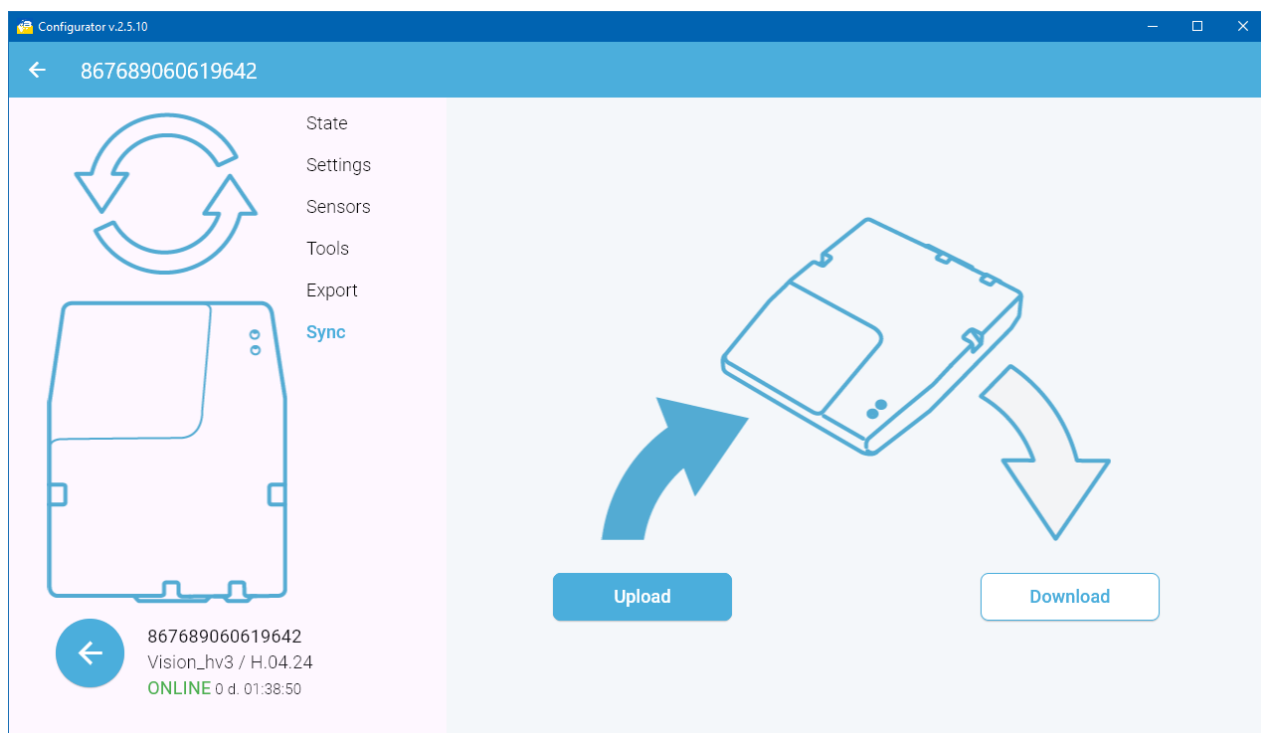 Configurator v.2.5.10
867689060619642
State
Settings
Sensors
Tools
Export
Sync
867689060619642
Vision_hv3 / H.04.24
ONLINE 0 d. 01:38:50
Upload
Download